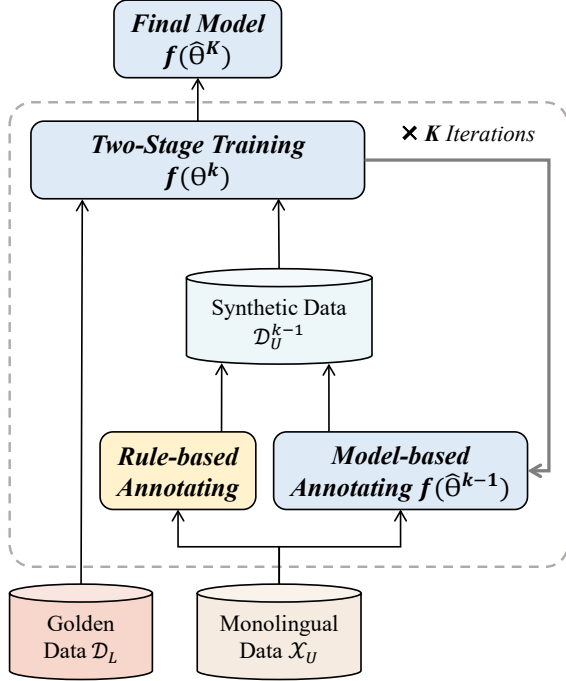 Final Model
f(Θ̂ᴷ)
Two-Stage Training
f(Θᵏ)
× K Iterations
Synthetic Data
𝒟_U^{k−1}
Rule-based
Annotating
Model-based
Annotating f(Θ̂^{k−1})
Golden
Data 𝒟_L
Monolingual
Data 𝒳_U